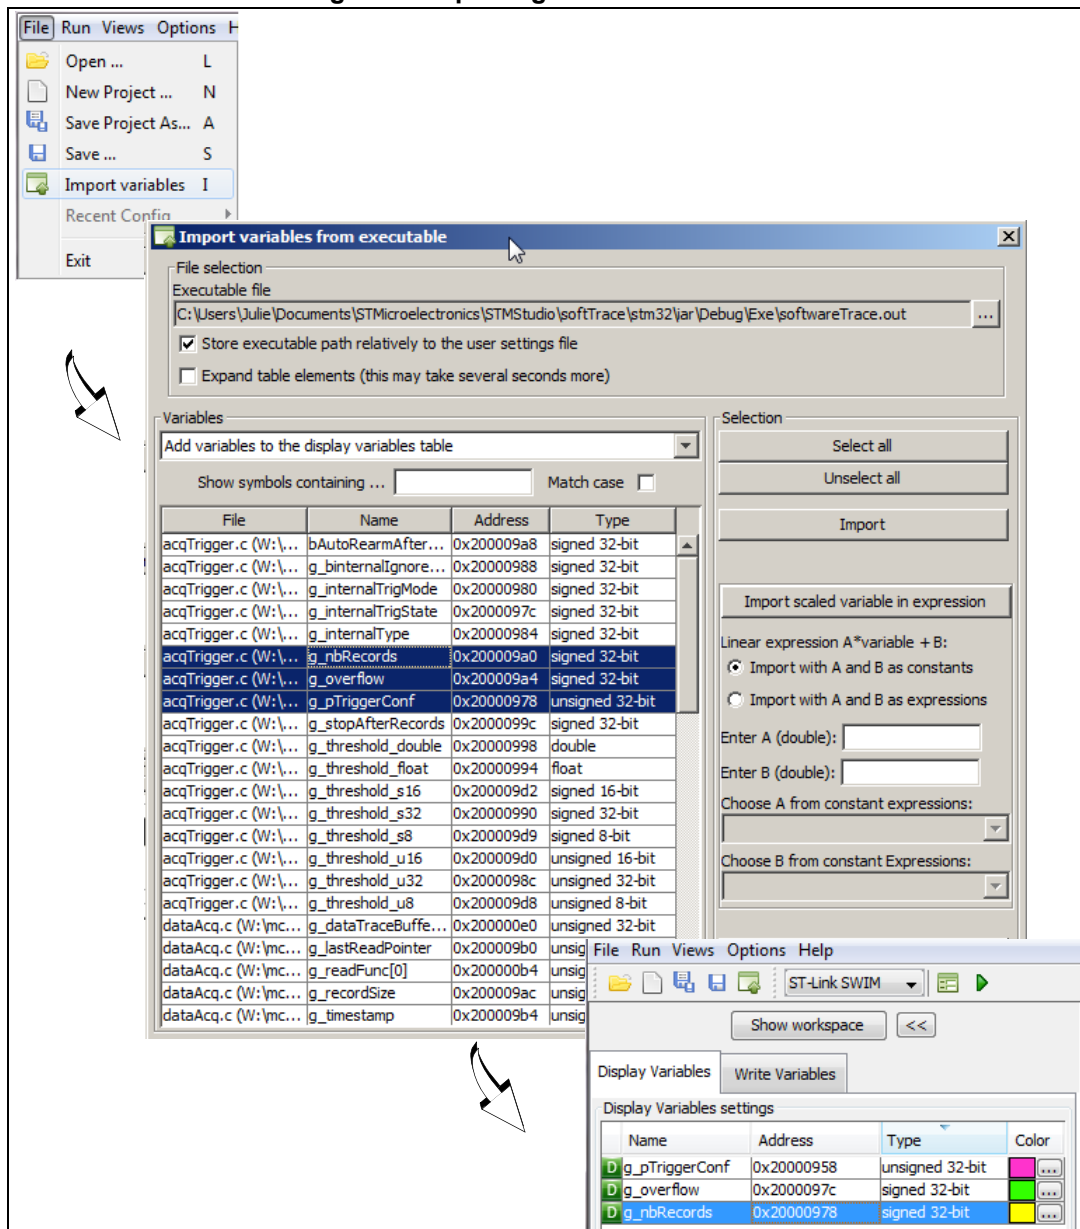 File Run Views Options H
Open ... L
New Project ... N
Save Project As... A
Save ... S
Import variables I
Recent Config
Exit
Import variables from executable
File selection
Executable file
C:\Users\Julie\Documents\STMicroelectronics\STMStudio\softTrace\stm32\iar\Debug\Exe\softwareTrace.out ...
Store executable path relatively to the user settings file
Expand table elements (this may take several seconds more)
Variables
Add variables to the display variables table
Show symbols containing ... Match case
File Name Address Type
acqTrigger.c (W:\... bAutoRearmAfter... 0x200009a8 signed 32-bit
acqTrigger.c (W:\... g_binternalIgnore... 0x20000988 signed 32-bit
acqTrigger.c (W:\... g_internalTrigMode 0x20000980 signed 32-bit
acqTrigger.c (W:\... g_internalTrigState 0x2000097c signed 32-bit
acqTrigger.c (W:\... g_internalType 0x20000984 signed 32-bit
acqTrigger.c (W:\... g_nbRecords 0x200009a0 signed 32-bit
acqTrigger.c (W:\... g_overflow 0x200009a4 signed 32-bit
acqTrigger.c (W:\... g_pTriggerConf 0x20000978 unsigned 32-bit
acqTrigger.c (W:\... g_stopAfterRecords 0x2000099c signed 32-bit
acqTrigger.c (W:\... g_threshold_double 0x20000998 double
acqTrigger.c (W:\... g_threshold_float 0x20000994 float
acqTrigger.c (W:\... g_threshold_s16 0x200009d2 signed 16-bit
acqTrigger.c (W:\... g_threshold_s32 0x20000990 signed 32-bit
acqTrigger.c (W:\... g_threshold_s8 0x200009d9 signed 8-bit
acqTrigger.c (W:\... g_threshold_u16 0x200009d0 unsigned 16-bit
acqTrigger.c (W:\... g_threshold_u32 0x2000098c unsigned 32-bit
acqTrigger.c (W:\... g_threshold_u8 0x200009d8 unsigned 8-bit
dataAcq.c (W:\mc... g_dataTraceBuffe... 0x200000e0 unsigned 32-bit
dataAcq.c (W:\mc... g_lastReadPointer 0x200009b0 unsig
dataAcq.c (W:\mc... g_readFunc[0] 0x200000b4 unsig
dataAcq.c (W:\mc... g_recordSize 0x200009ac unsig
dataAcq.c (W:\mc... g_timestamp 0x200009b4 unsig
Selection
Select all
Unselect all
Import
Import scaled variable in expression
Linear expression A*variable + B:
Import with A and B as constants
Import with A and B as expressions
Enter A (double):
Enter B (double):
Choose A from constant expressions:
Choose B from constant Expressions:
File Run Views Options Help
ST-Link SWIM
Show workspace <<
Display Variables Write Variables
Display Variables settings
Name Address Type Color
D g_pTriggerConf 0x20000958 unsigned 32-bit ...
D g_overflow 0x2000097c signed 32-bit ...
D g_nbRecords 0x20000978 signed 32-bit ...